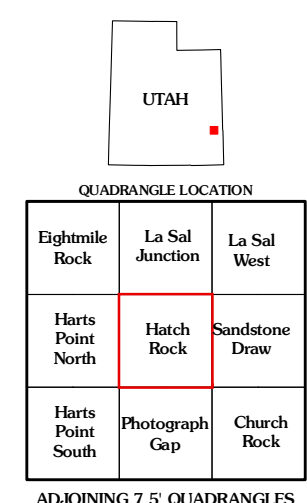 UTAH
QUADRANGLE LOCATION
Eightmile
Rock
La Sal
Junction
La Sal
West
Harts
Point
North
Hatch
Rock
Sandstone
Draw
Harts
Point
South
Photograph
Gap
Church
Rock
ADJOINING 7.5' QUADRANGLES